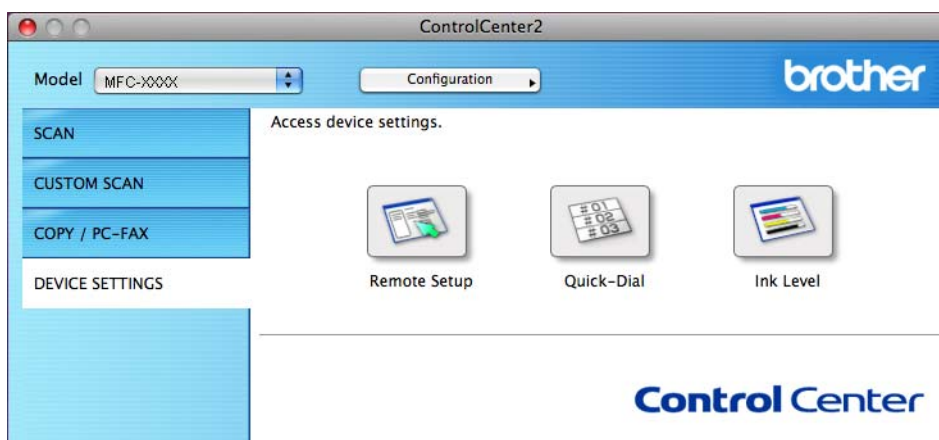 ControlCenter2
Model MFC-XXXX Configuration brother
SCAN
Access device settings.
CUSTOM SCAN
COPY / PC-FAX
DEVICE SETTINGS
#01
#02
#03
Remote Setup Quick-Dial Ink Level
Control Center